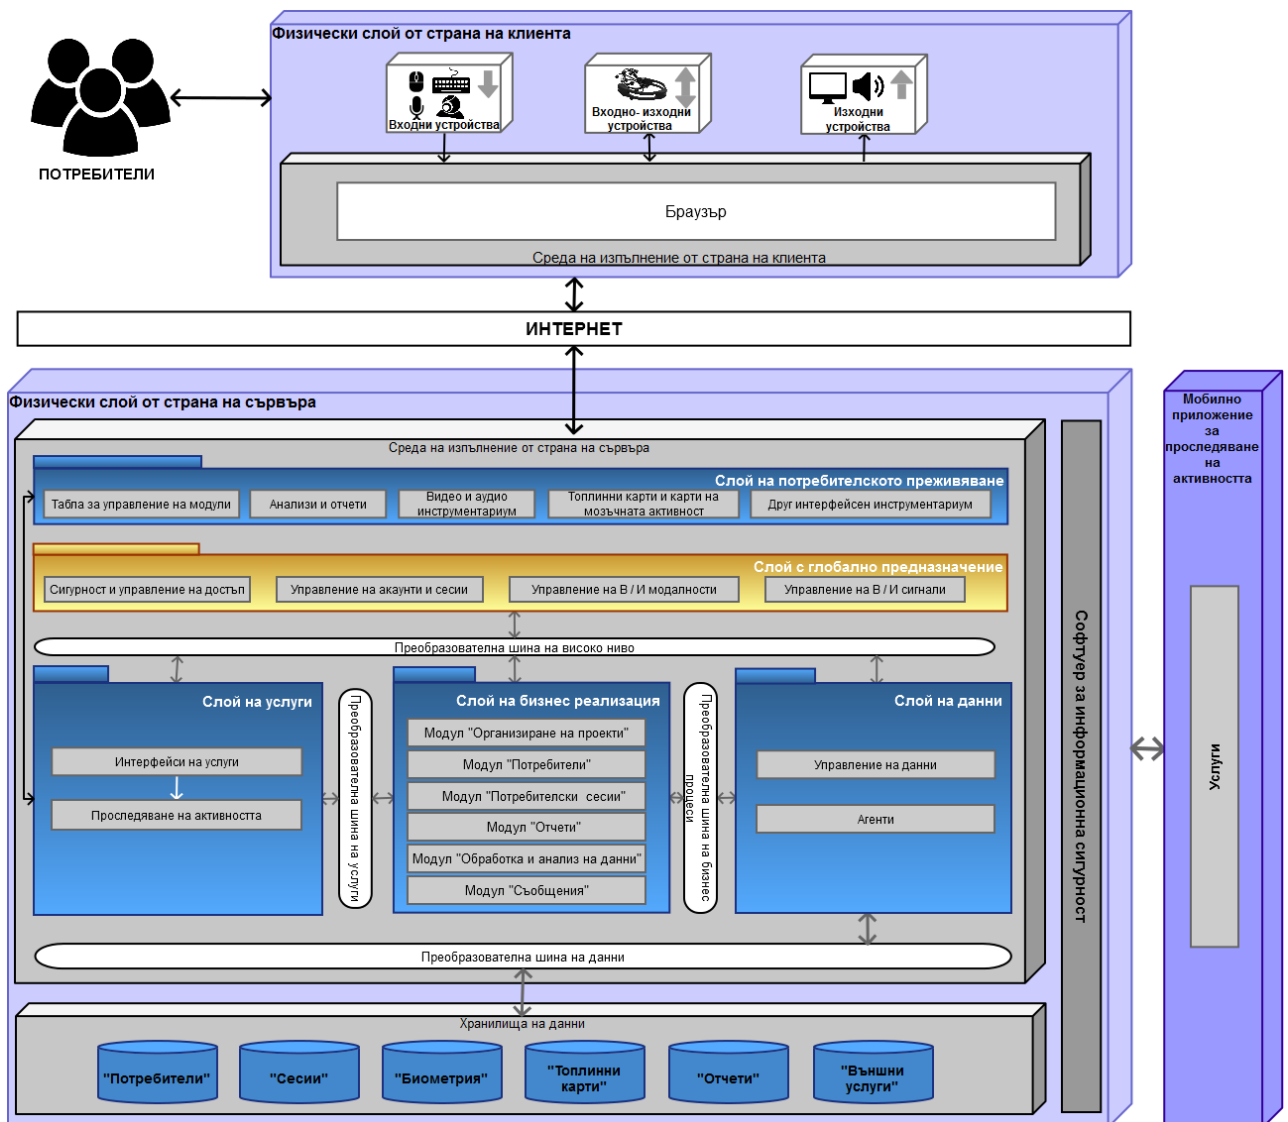 Физически слой от страна на клиента
Входни устройства
Входно- изходни
устройства
Изходни
устройства
ПОТРЕБИТЕЛИ
Браузър
Среда на изпълнение от страна на клиента
ИНТЕРНЕТ
Физически слой от страна на сървъра
Среда на изпълнение от страна на сървъра
Слой на потребителското преживяване
Табла за управление на модули
Анализи и отчети
Видео и аудио
инструментариум
Топлинни карти и карти на
мозъчната активност
Друг интерфейсен инструментариум
Слой с глобално предназначение
Сигурност и управление на достъп
Управление на акаунти и сесии
Управление на В / И модалности
Управление на В / И сигнали
Преобразователна шина на високо ниво
Слой на услуги
Интерфейси на услуги
Проследяване на активността
Преобразователна шина на услуги
Слой на бизнес реализация
Модул "Организиране на проекти"
Модул "Потребители"
Модул "Потребителски сесии"
Модул "Отчети"
Модул "Обработка и анализ на данни"
Модул "Съобщения"
Преобразователна шина на бизнес
процеси
Слой на данни
Управление на данни
Агенти
Преобразователна шина на данни
Хранилища на данни
"Потребители"
"Сесии"
"Биометрия"
"Топлинни
карти"
"Отчети"
"Външни
услуги"
Софтуер за информационна сигурност
Мобилно
приложение
за
проследяване
на
активността
Услуги